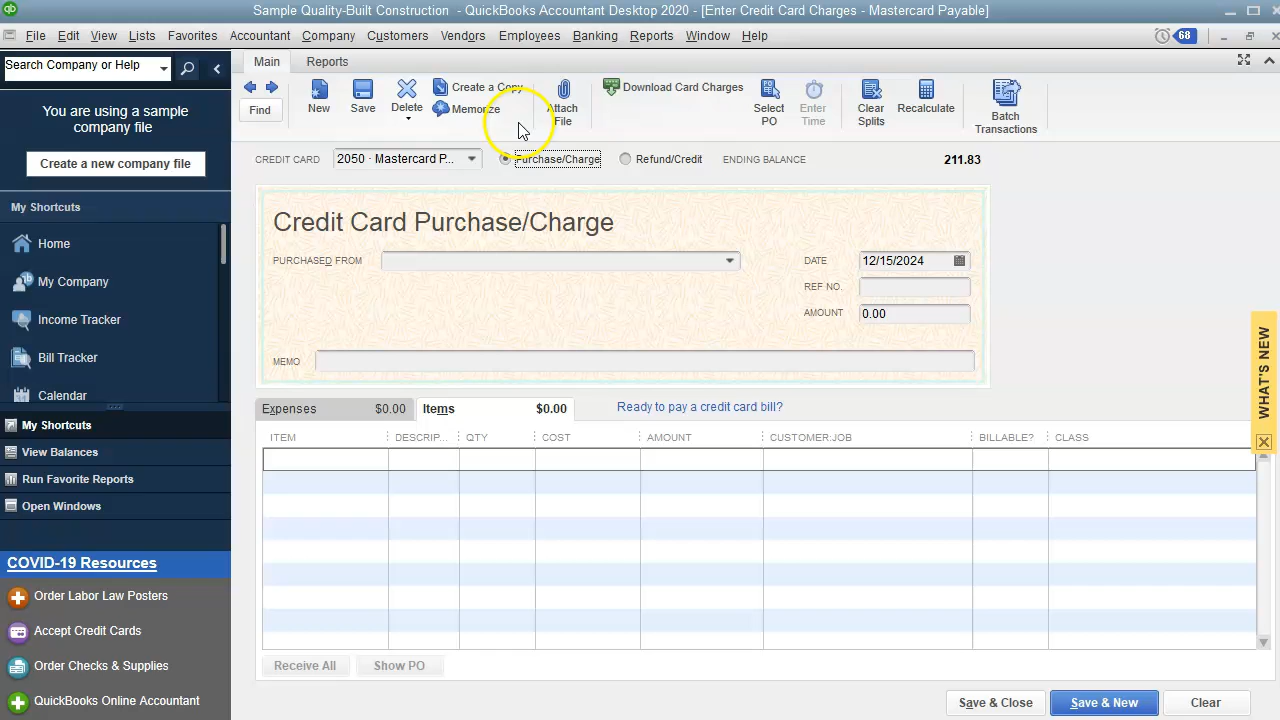 Sample Quality-Built Construction - QuickBooks Accountant Desktop 2020 - [Enter Credit Card Charges - Mastercard Payable]
File Edit View Lists Favorites Accountant Company Customers Vendors Employees Banking Reports Window Help 68
Search Company or Help
You are using a sample
company file
Create a new company file
My Shortcuts
Home
My Company
Income Tracker
Bill Tracker
Calendar
My Shortcuts
View Balances
Run Favorite Reports
Open Windows
COVID-19 Resources
Order Labor Law Posters
Accept Credit Cards
Order Checks & Supplies
QuickBooks Online Accountant
Main Reports
Find
New
Save
Delete
Create a Copy
Memorize
Attach
File
Download Card Charges
Select
PO
Enter
Time
Clear
Splits
Recalculate
Batch
Transactions
CREDIT CARD 2050 · Mastercard P... Purchase/Charge Refund/Credit ENDING BALANCE 211.83
Credit Card Purchase/Charge
PURCHASED FROM DATE 12/15/2024
REF NO.
AMOUNT 0.00
MEMO
Expenses $0.00 Items $0.00 Ready to pay a credit card bill?
ITEM DESCRIP... QTY COST AMOUNT CUSTOMER:JOB BILLABLE? CLASS
Receive All Show PO
Save & Close Save & New Clear
WHAT'S NEW